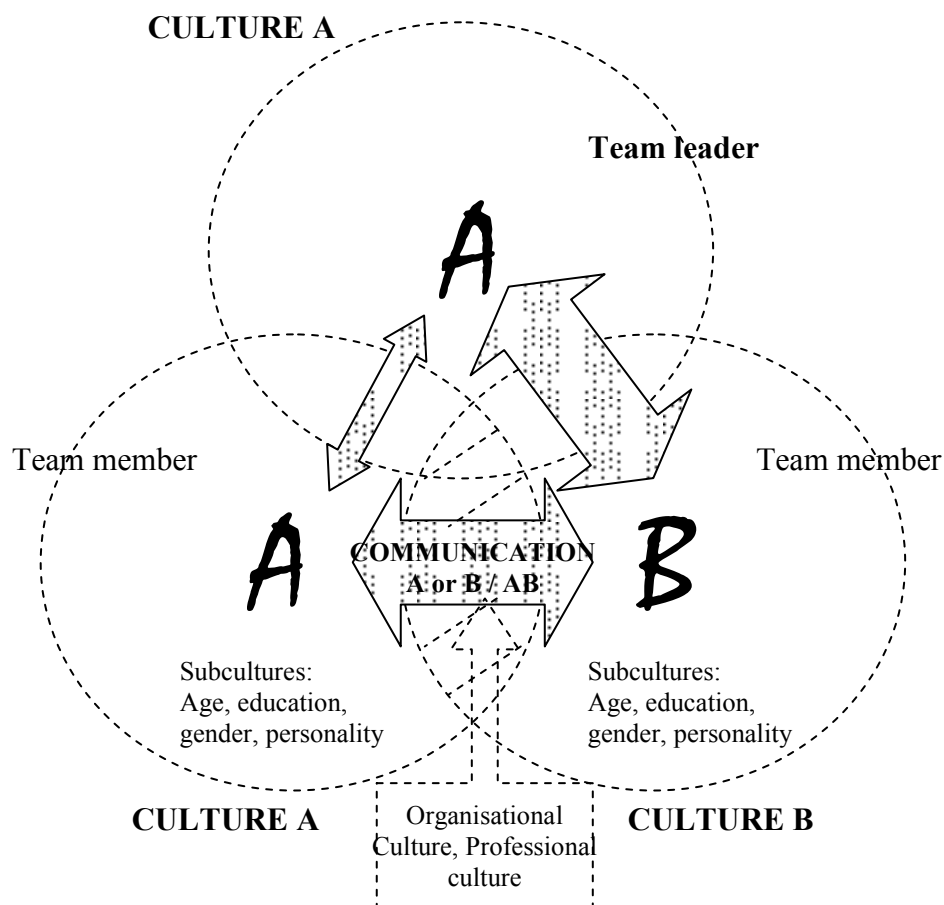 CULTURE A
Team leader
A
Team member
Team member
A
COMMUNICATION
A or B / AB
B
Subcultures:
Age, education,
gender, personality
Subcultures:
Age, education,
gender, personality
CULTURE A
CULTURE B
Organisational
Culture, Professional
culture